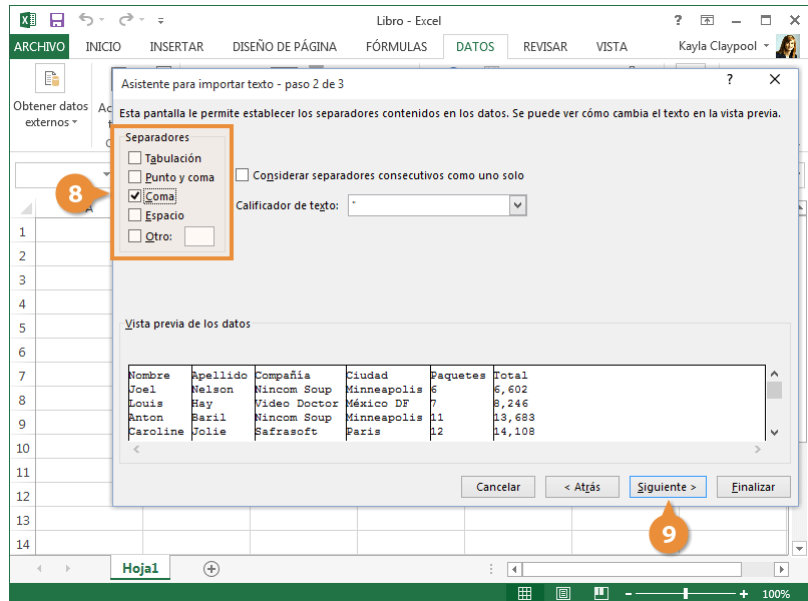 Libro - Excel
ARCHIVO INICIO INSERTAR DISEÑO DE PÁGINA FÓRMULAS DATOS REVISAR VISTA Kayla Claypool
Obtener datos
externos
Asistente para importar texto - paso 2 de 3
? X
Esta pantalla le permite establecer los separadores contenidos en los datos. Se puede ver cómo cambia el texto en la vista previa.
Separadores
Tabulación
Punto y coma
Coma
Espacio
Otro:
8
Considerar separadores consecutivos como uno solo
Calificador de texto: "
A
1
2
3
4
5
6
7
8
9
10
11
12
13
14
Vista previa de los datos
Nombre Apellido Compañía Ciudad Paquetes Total
Joel Nelson Nincom Soup Minneapolis 6 6,602
Louis Hay Video Doctor México DF 7 8,246
Anton Baril Nincom Soup Minneapolis 11 13,683
Caroline Jolie Safrasoft Paris 12 14,108
Cancelar < Atrás Siguiente > Finalizar
9
Hoja1
100%